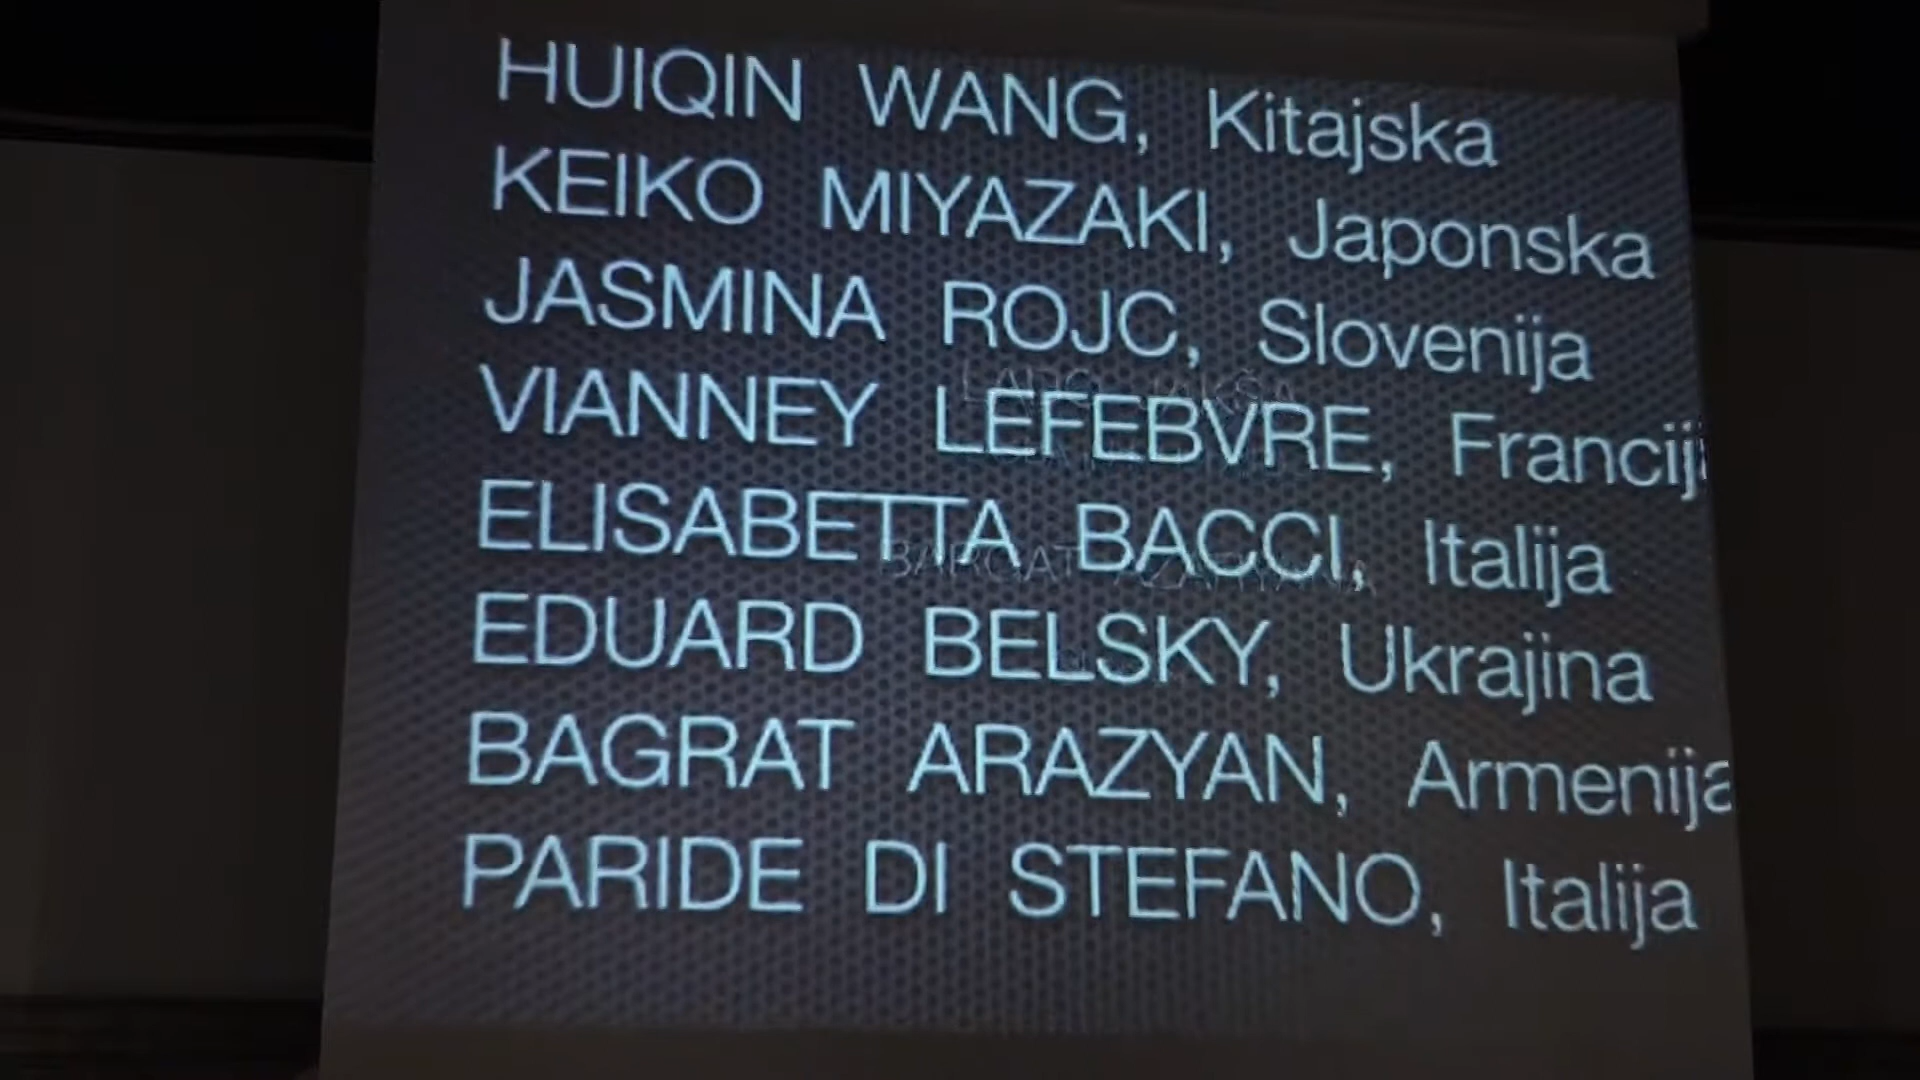 HUIQIN WANG, Kitajska
KEIKO MIYAZAKI, Japonska
JASMINA ROJC, Slovenija
VIANNEY LEFEBVRE, Francij
ELISABETTA BACCI, Italija
EDUARD BELSKY, Ukrajina
BAGRAT ARAZYAN, Armenija
PARIDE DI STEFANO, Italija